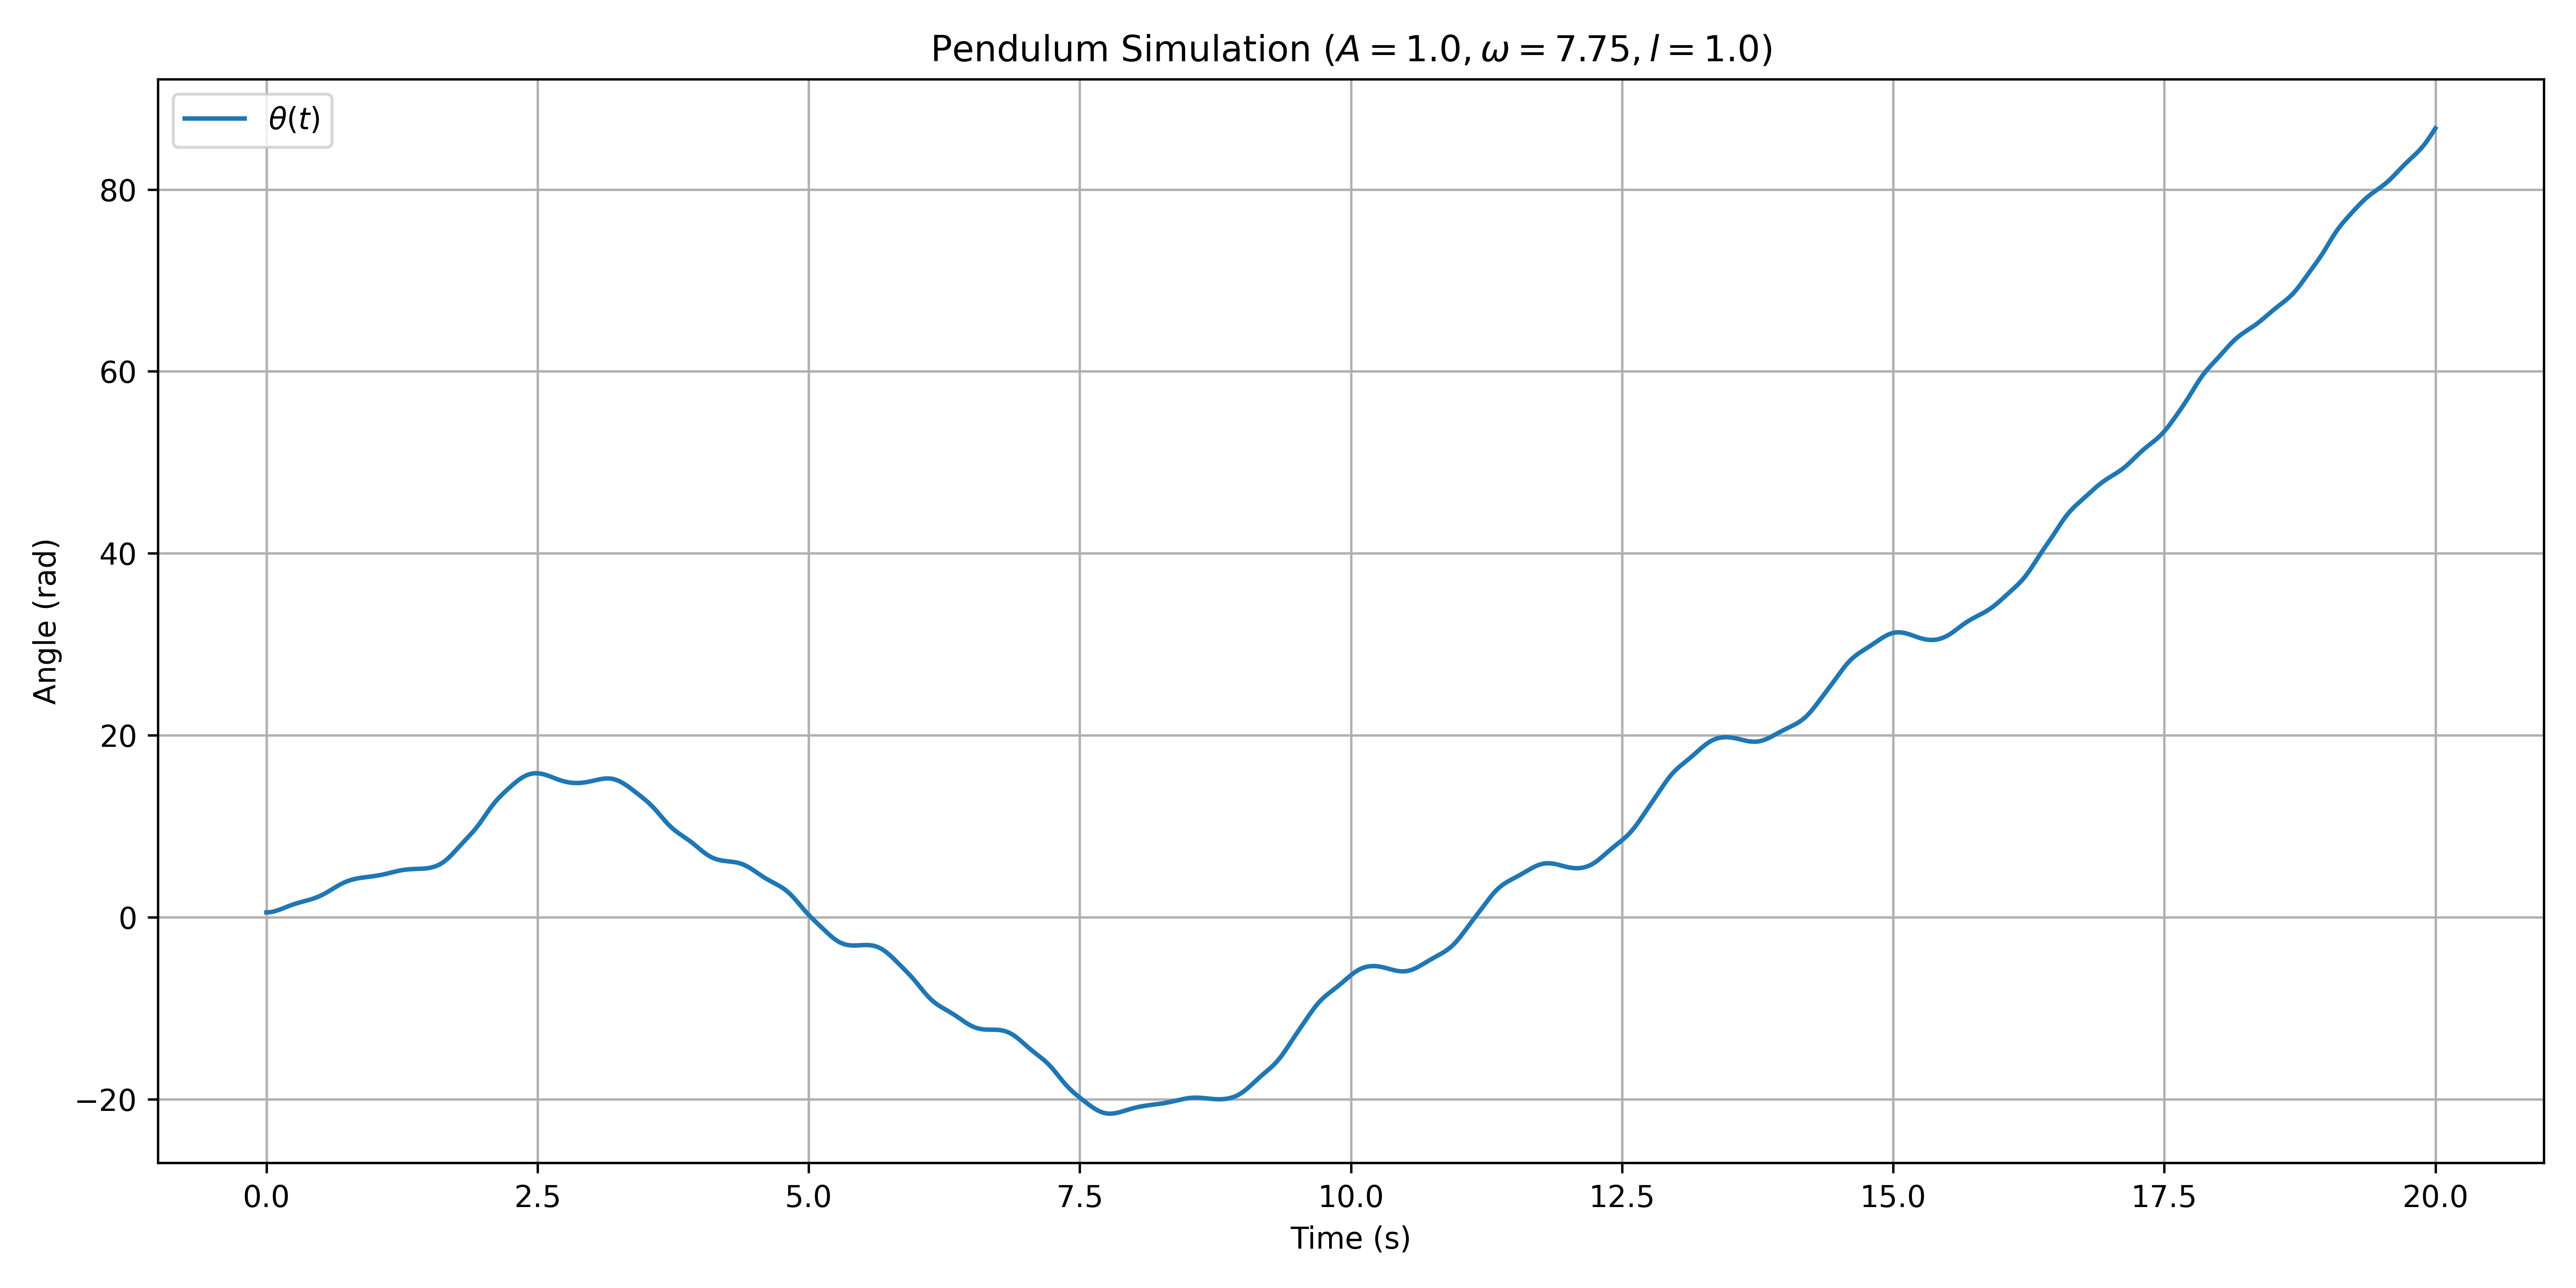 Pendulum Simulation (A = 1.0, ω = 7.75, l = 1.0)
θ(t)
Angle (rad)
80
60
40
20
0
−20
0.0 2.5 5.0 7.5 10.0 12.5 15.0 17.5 20.0
Time (s)